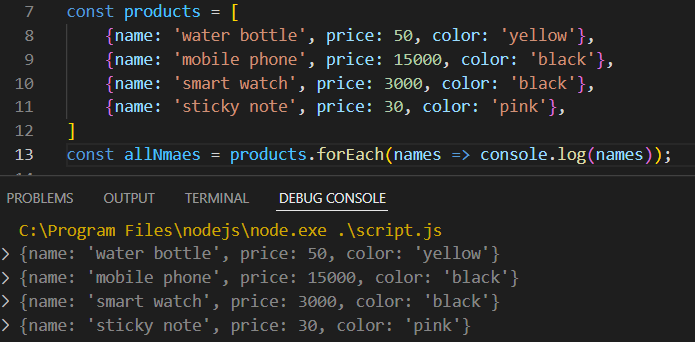 7 const products = [
8 {name: 'water bottle', price: 50, color: 'yellow'},
9 {name: 'mobile phone', price: 15000, color: 'black'},
10 {name: 'smart watch', price: 3000, color: 'black'},
11 {name: 'sticky note', price: 30, color: 'pink'},
12 ]
13 const allNmaes = products.forEach(names => console.log(names));
PROBLEMS OUTPUT TERMINAL DEBUG CONSOLE
C:\Program Files\nodejs\node.exe .\script.js
> {name: 'water bottle', price: 50, color: 'yellow'}
> {name: 'mobile phone', price: 15000, color: 'black'}
> {name: 'smart watch', price: 3000, color: 'black'}
> {name: 'sticky note', price: 30, color: 'pink'}